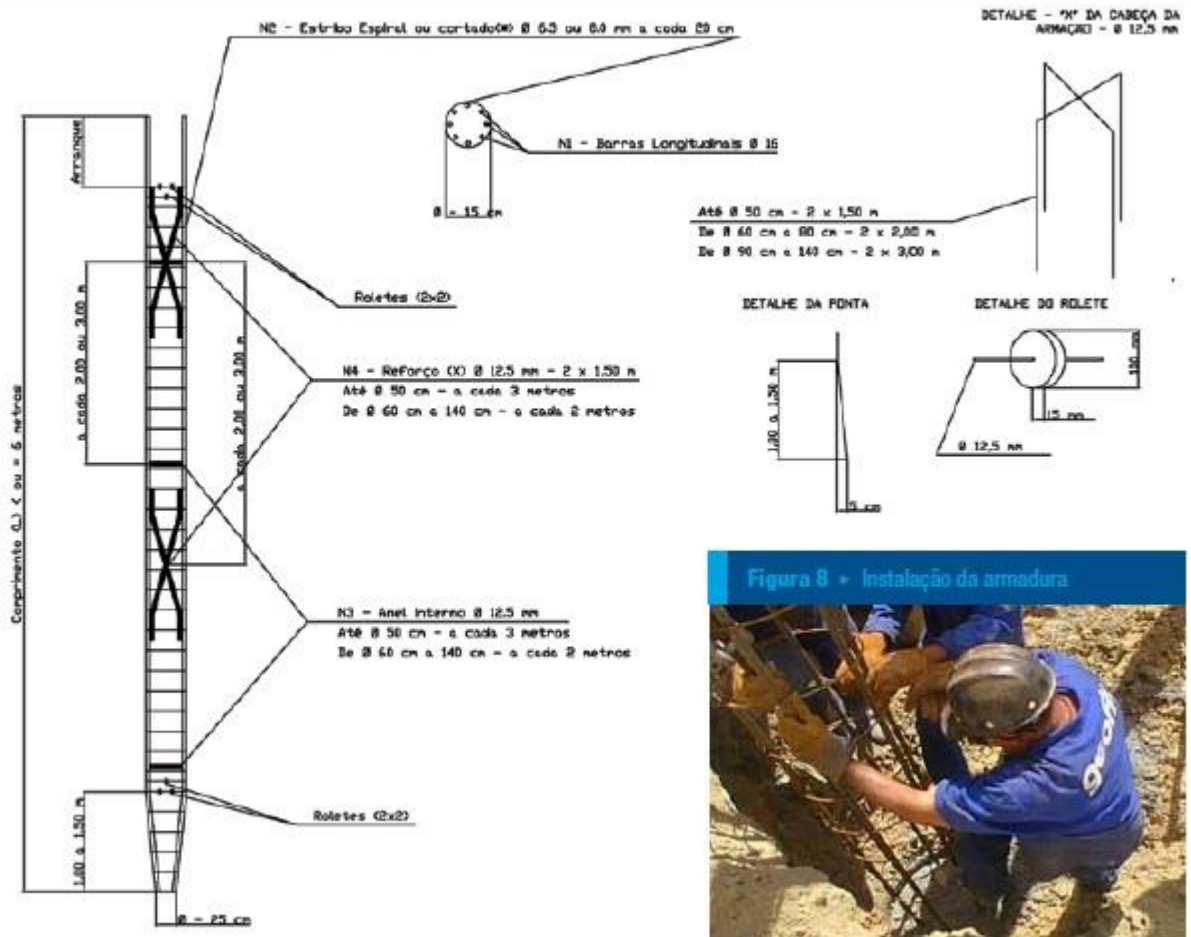 N2 - Estribo Espiral ou cortado(M) Ø 6.3 ou 8.0 mm a cada 20 cm
DETALHE - "X" DA CABEÇA DA
ARMAÇÃO - Ø 12.5 mm
Arranque
N1 - Barras Longitudinais Ø 16
Ø - 15 cm
Até Ø 50 cm - 2 x 1,50 m
De Ø 60 cm a 80 cm - 2 x 2,00 m
De Ø 90 cm a 140 cm - 2 x 3,00 m
Roletes (2x2)
a cada 2.00 ou 3.00 m
a cada 2,00 ou 3,00 m
N4 - Reforço (X) Ø 12.5 mm - 2 x 1.50 m
Até Ø 50 cm - a cada 3 metros
De Ø 60 cm a 140 cm - a cada 2 metros
DETALHE DA PONTA
DETALHE DO ROLETE
1,00 a 1,50 m
5 cm
100 mm
15 mm
Ø 12,5 mm
Comprimento (L) < ou = 6 metros
N3 - Anel Interno Ø 12.5 mm
Até Ø 50 cm - a cada 3 metros
De Ø 60 cm a 140 cm - a cada 2 metros
Roletes (2x2)
1.00 a 1.50 m
Ø - 25 cm
Figura 8 ▸ Instalação da armadura